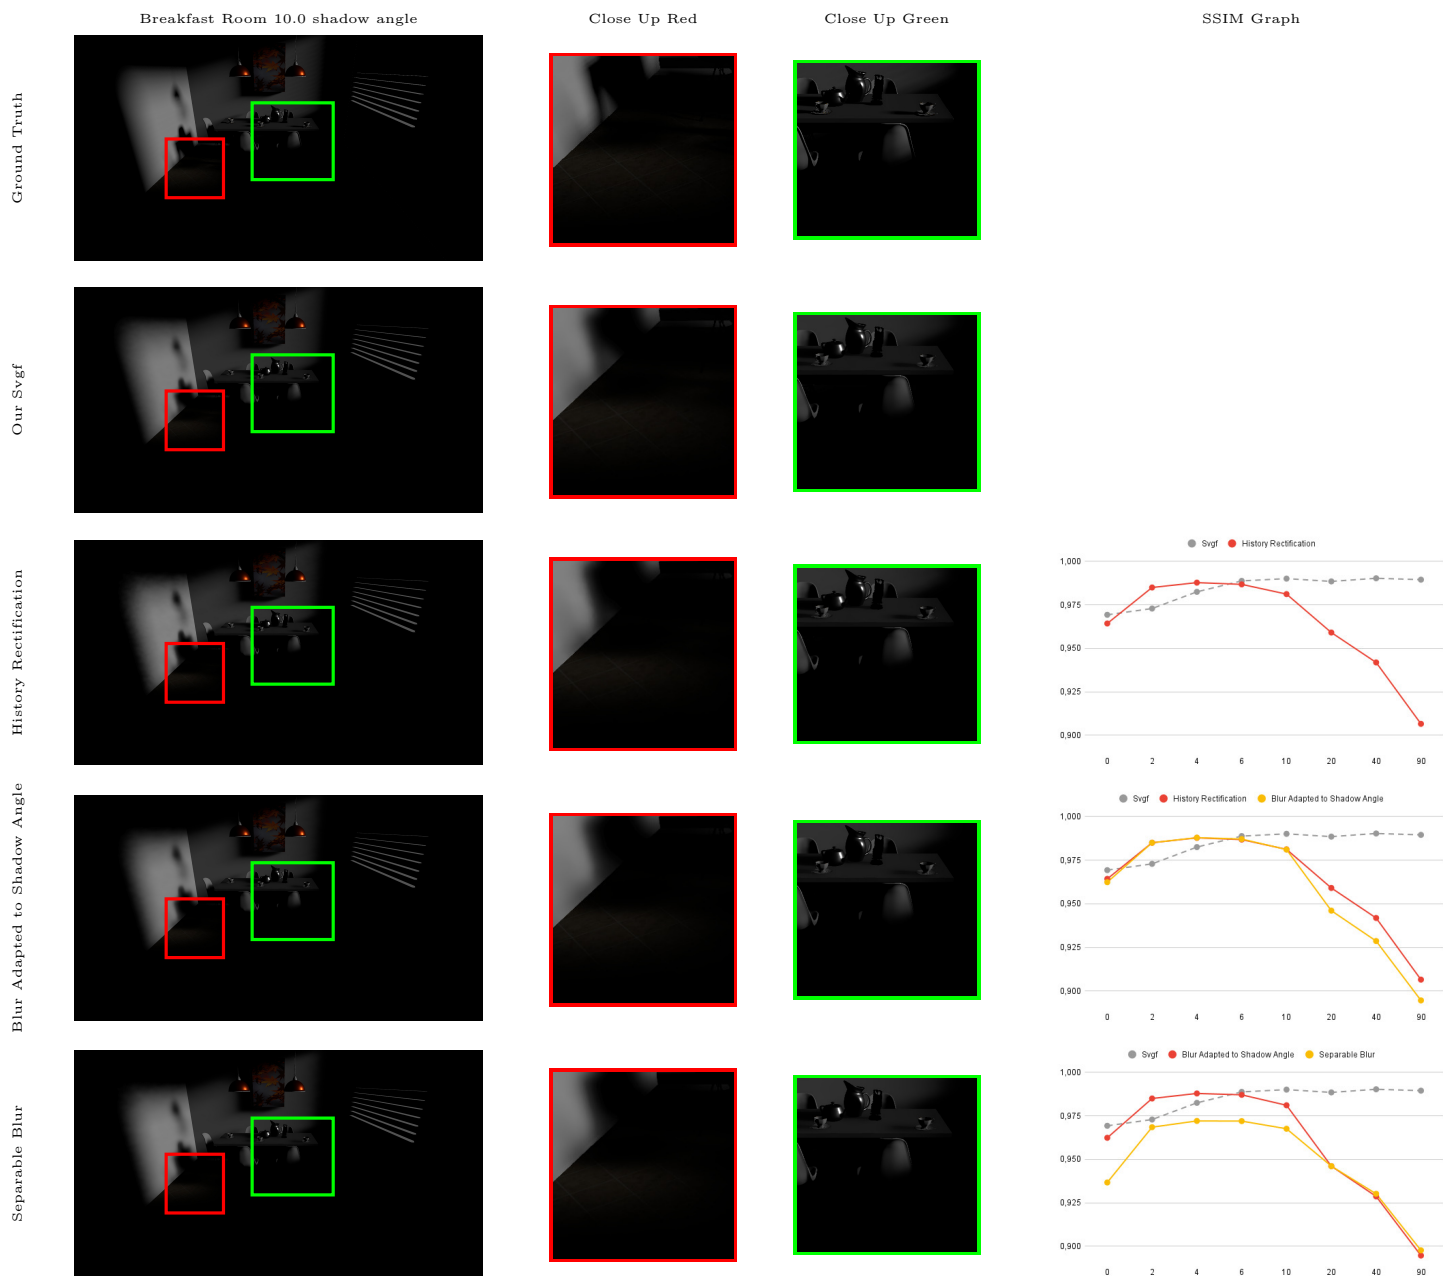 Breakfast Room 10.0 shadow angle
Close Up Red
Close Up Green
SSIM Graph
Ground Truth
Our Svgf
History Rectification
Svgf
History Rectification
1,000
0,975
0,950
0,925
0,900
0 2 4 6 10 20 40 90
Blur Adapted to Shadow Angle
Svgf
History Rectification
Blur Adapted to Shadow Angle
1,000
0,975
0,950
0,925
0,900
0 2 4 6 10 20 40 90
Separable Blur
Svgf
Blur Adapted to Shadow Angle
Separable Blur
1,000
0,975
0,950
0,925
0,900
0 2 4 6 10 20 40 90